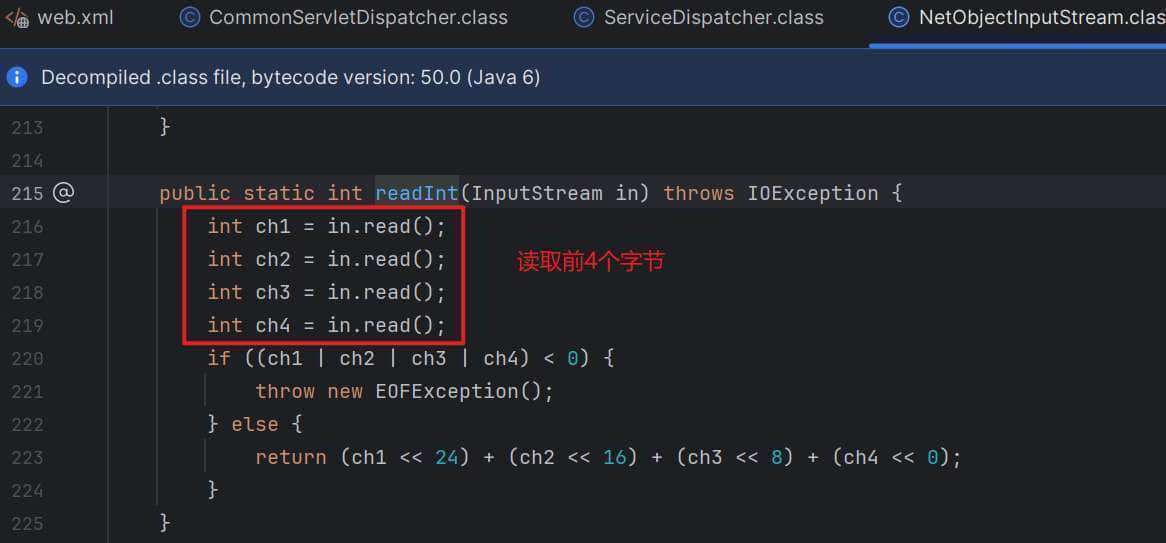 web.xml CommonServletDispatcher.class ServiceDispatcher.class NetObjectInputStream.clas
Decompiled .class file, bytecode version: 50.0 (Java 6)
213 }
214
215 @ public static int readInt(InputStream in) throws IOException {
216 int ch1 = in.read();
217 int ch2 = in.read();
读取前4个字节
218 int ch3 = in.read();
219 int ch4 = in.read();
220 if ((ch1 | ch2 | ch3 | ch4) < 0) {
221 throw new EOFException();
222 } else {
223 return (ch1 << 24) + (ch2 << 16) + (ch3 << 8) + (ch4 << 0);
224 }
225 }